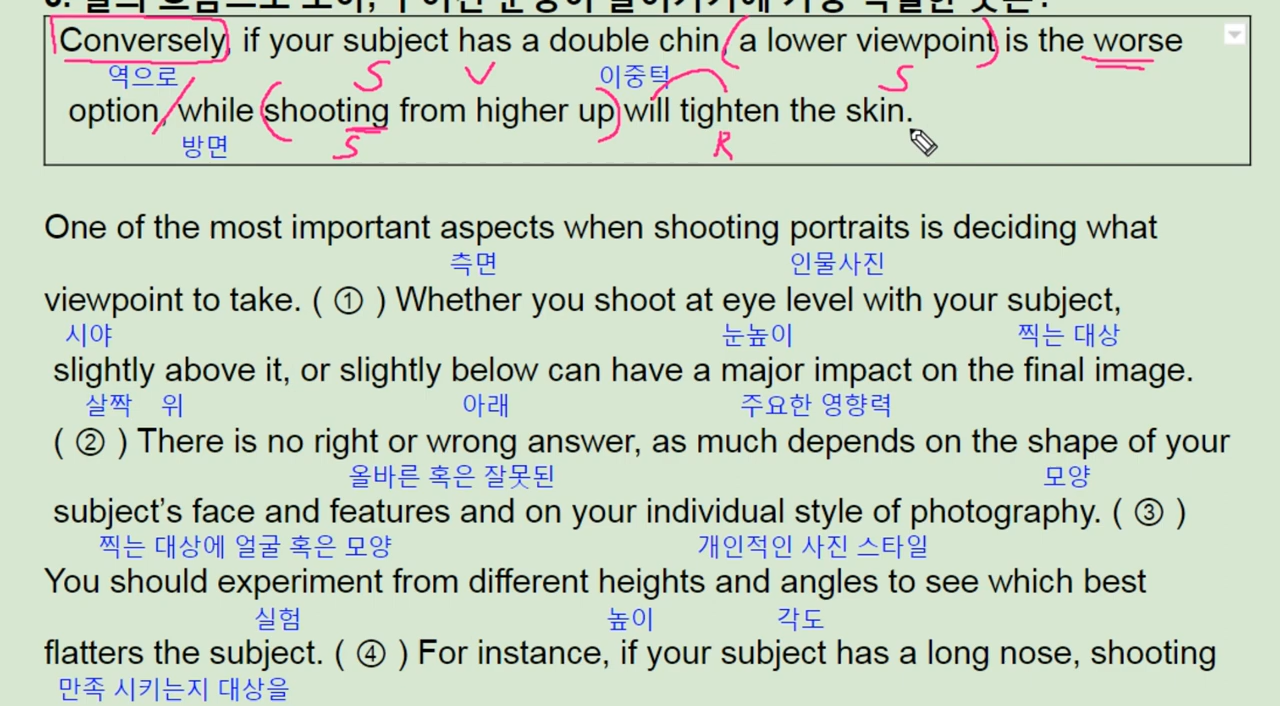 Conversely, if your subject has a double chin, a lower viewpoint is the worse
역으로 S V 이중턱 S
option, while shooting from higher up will tighten the skin.
방면 S R
One of the most important aspects when shooting portraits is deciding what
측면 인물사진
viewpoint to take. ( ① ) Whether you shoot at eye level with your subject,
시야 눈높이 찍는 대상
slightly above it, or slightly below can have a major impact on the final image.
살짝 위 아래 주요한 영향력
( ② ) There is no right or wrong answer, as much depends on the shape of your
올바른 혹은 잘못된 모양
subject's face and features and on your individual style of photography. ( ③ )
찍는 대상에 얼굴 혹은 모양 개인적인 사진 스타일
You should experiment from different heights and angles to see which best
실험 높이 각도
flatters the subject. ( ④ ) For instance, if your subject has a long nose, shooting
만족 시키는지 대상을